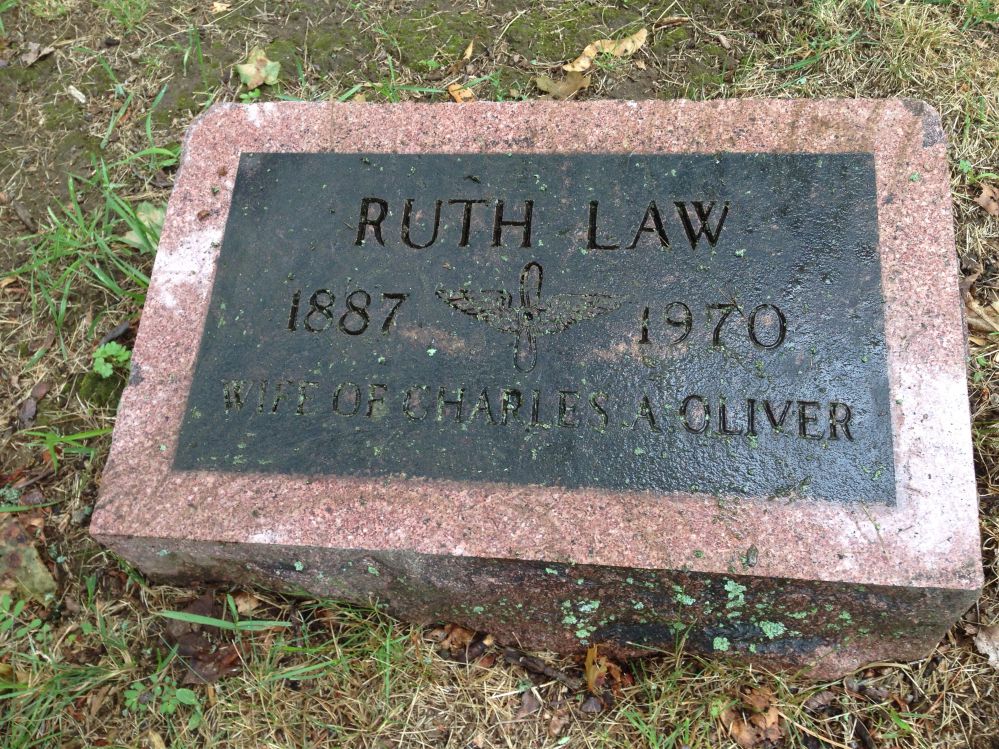 RUTH LAW
1887 1970
WIFE OF CHARLES A. OLIVER